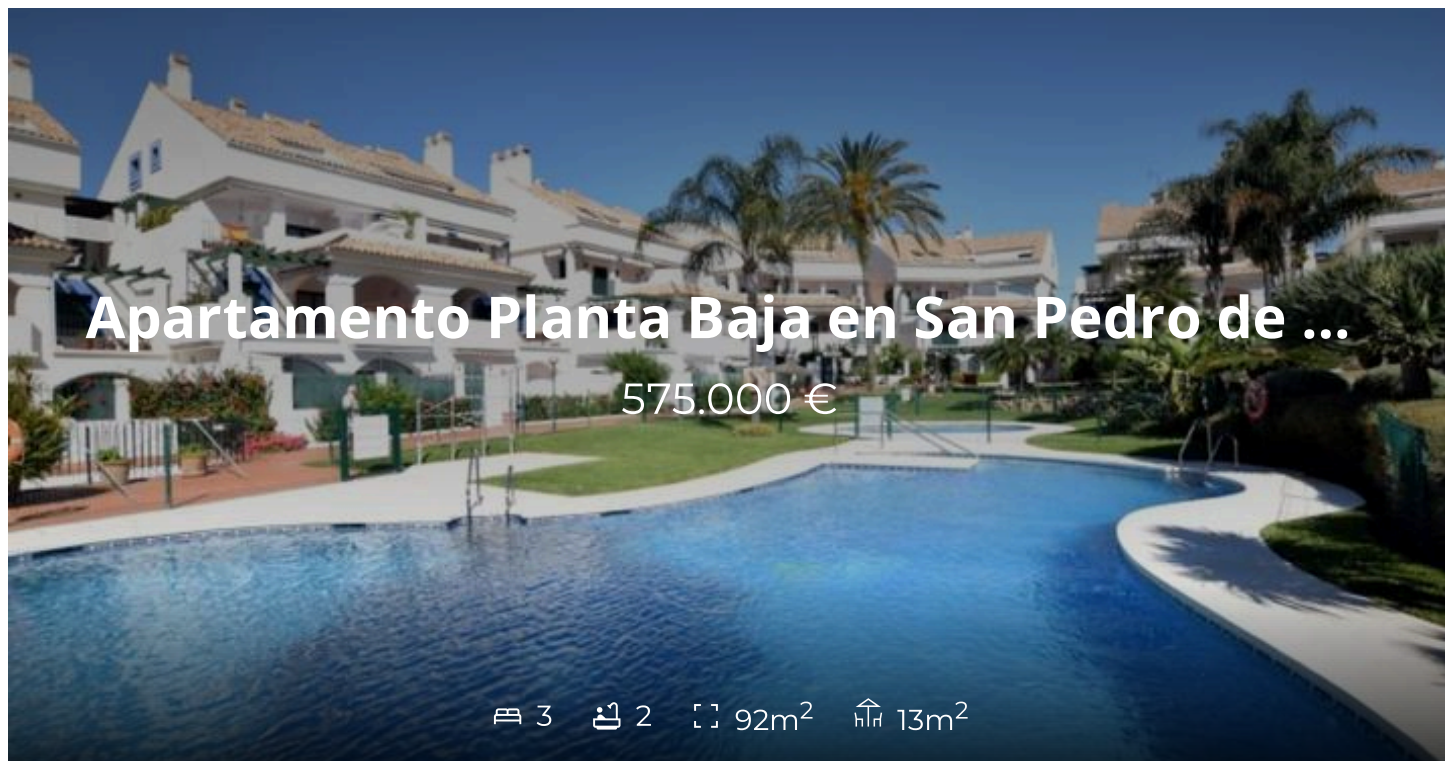 Apartamento Planta Baja en San Pedro de ...
575.000 €
3 2 92m² 13m²